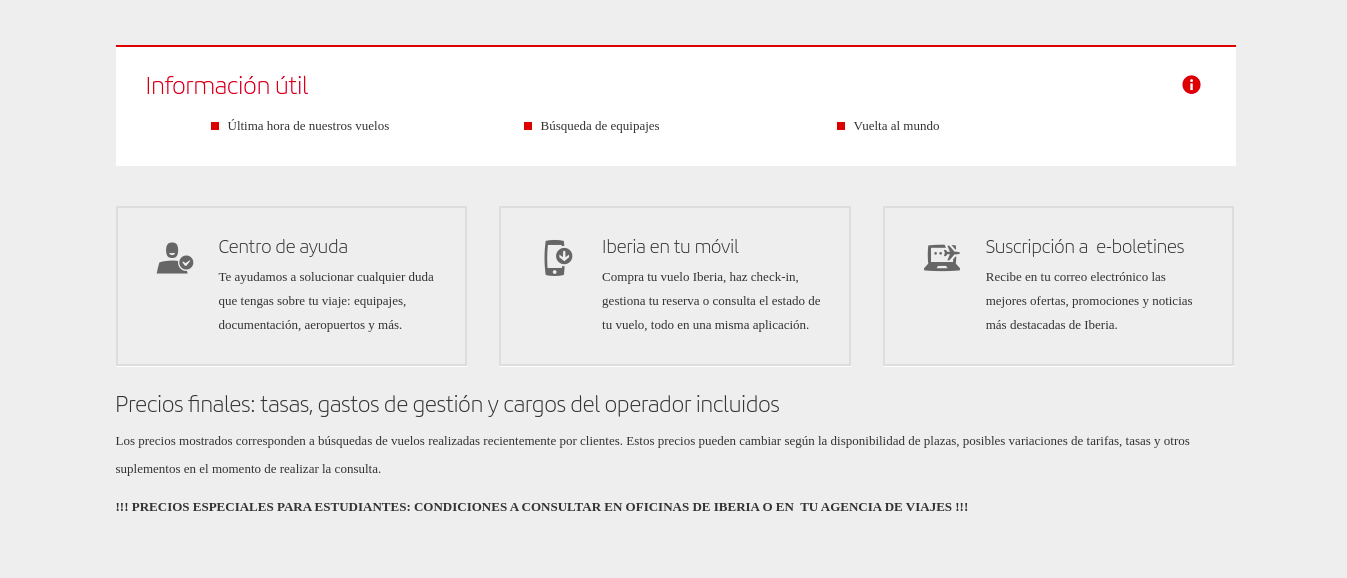 Información útil
Última hora de nuestros vuelos
Búsqueda de equipajes
Vuelta al mundo
Centro de ayuda
Te ayudamos a solucionar cualquier duda
que tengas sobre tu viaje: equipajes,
documentación, aeropuertos y más.
Iberia en tu móvil
Compra tu vuelo Iberia, haz check-in,
gestiona tu reserva o consulta el estado de
tu vuelo, todo en una misma aplicación.
Suscripción a  e-boletines
Recibe en tu correo electrónico las
mejores ofertas, promociones y noticias
más destacadas de Iberia.
Precios finales: tasas, gastos de gestión y cargos del operador incluidos
Los precios mostrados corresponden a búsquedas de vuelos realizadas recientemente por clientes. Estos precios pueden cambiar según la disponibilidad de plazas, posibles variaciones de tarifas, tasas y otros
suplementos en el momento de realizar la consulta.
!!! PRECIOS ESPECIALES PARA ESTUDIANTES: CONDICIONES A CONSULTAR EN OFICINAS DE IBERIA O EN  TU AGENCIA DE VIAJES !!!